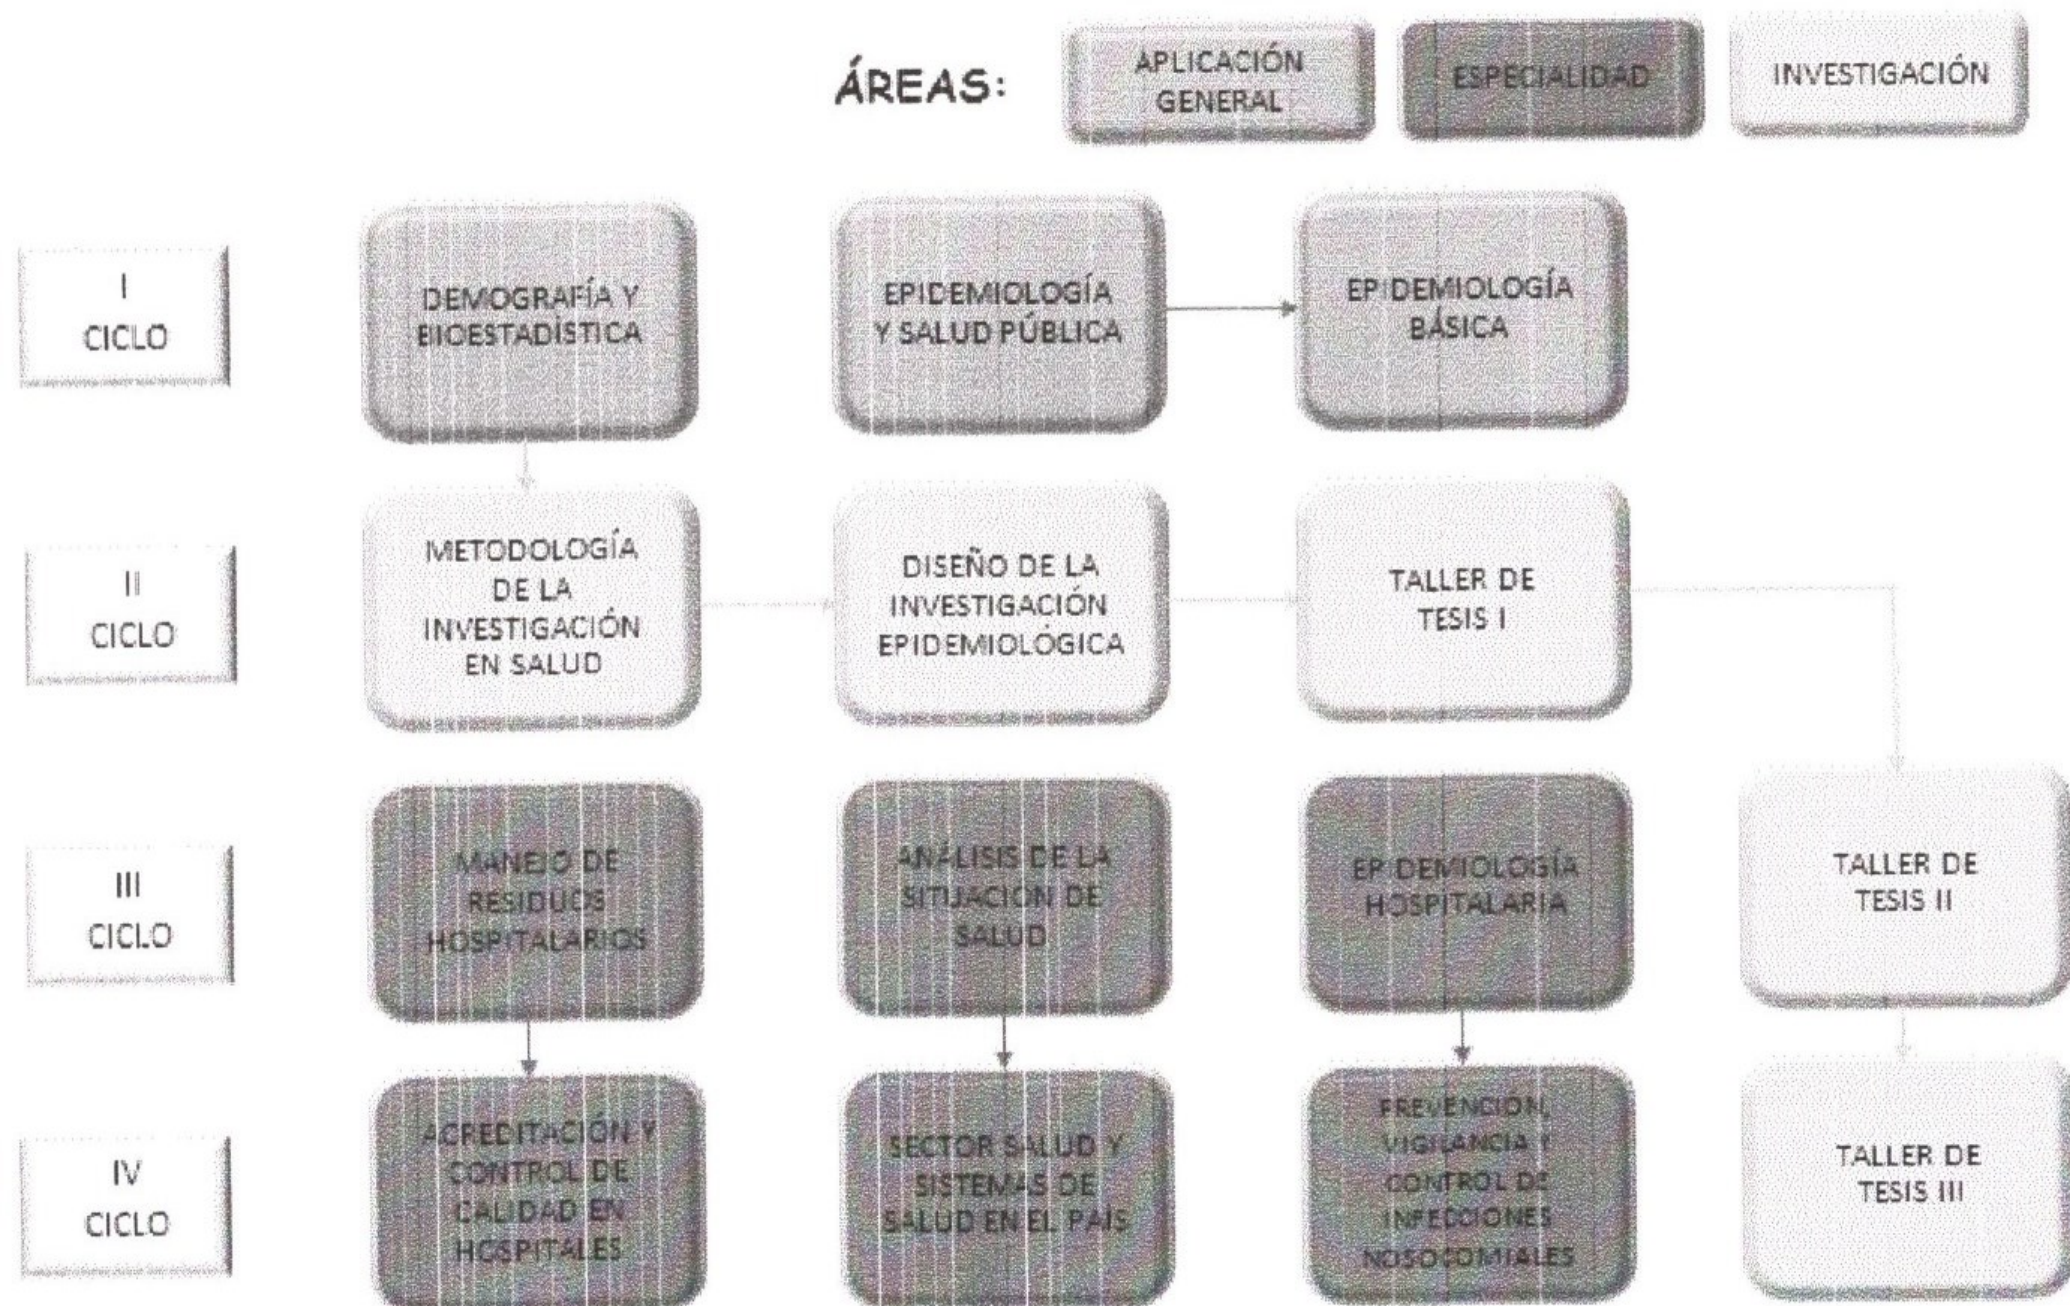 ÁREAS:
APLICACIÓN
GENERAL
ESPECIALIDAD
INVESTIGACIÓN
I
CICLO
DEMOGRAFÍA Y
BIOESTADÍSTICA
EPIDEMIOLOGÍA
Y SALUD PÚBLICA
EPIDEMIOLOGÍA
BÁSICA
II
CICLO
METODOLOGÍA
DE LA
INVESTIGACIÓN
EN SALUD
DISEÑO DE LA
INVESTIGACIÓN
EPIDEMIOLÓGICA
TALLER DE
TESIS I
III
CICLO
MANEJO DE
RESIDUOS
HOSPITALARIOS
ANÁLISIS DE LA
SITUACION DE
SALUD
EPIDEMIOLOGÍA
HOSPITALARIA
TALLER DE
TESIS II
IV
CICLO
ACREDITACIÓN Y
CONTROL DE
CALIDAD EN
HOSPITALES
SECTOR SALUD Y
SISTEMAS DE
SALUD EN EL PAÍS
PREVENCIÓN,
VIGILANCIA Y
CONTROL DE
INFECCIONES
NOSOCOMIALES
TALLER DE
TESIS III